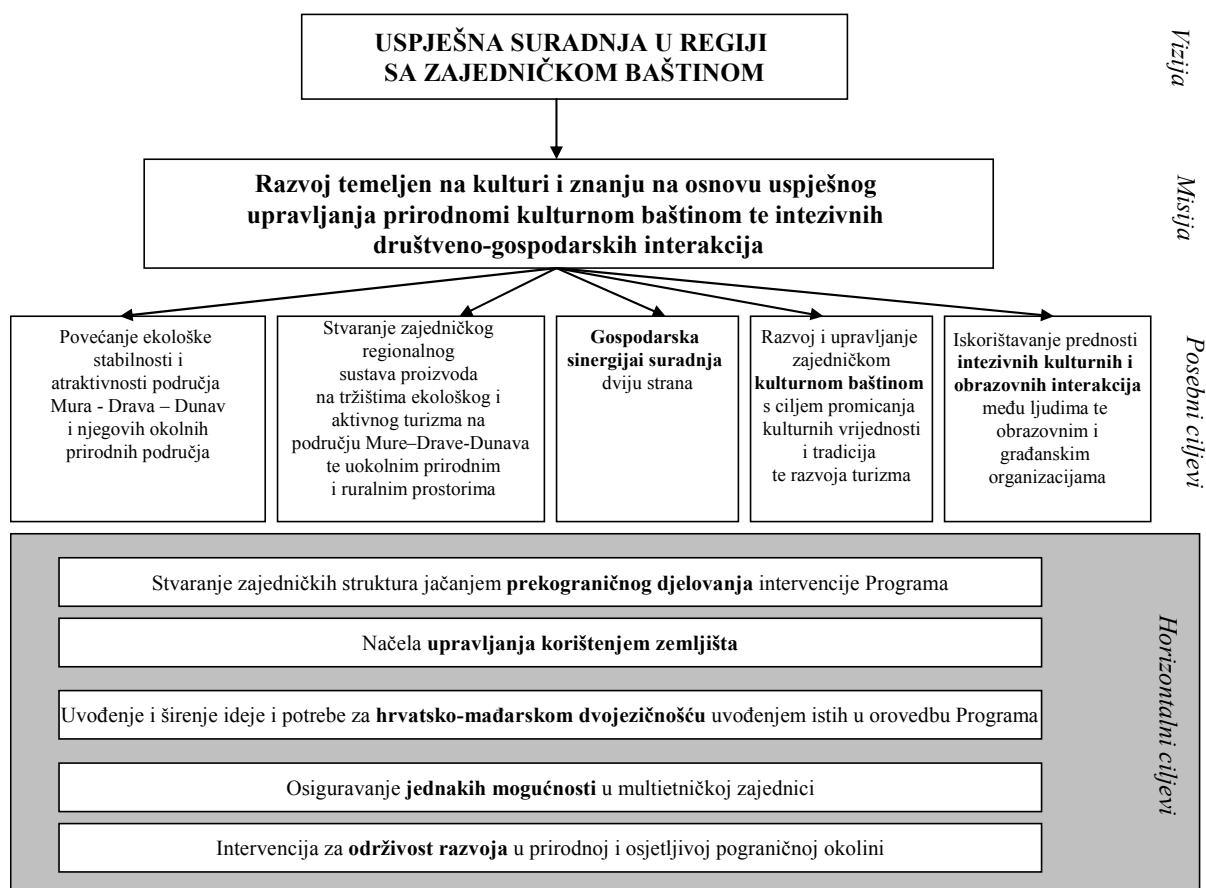 USPJEŠNA SURADNJA U REGIJI
SA ZAJEDNIČKOM BAŠTINOM
Vizija
Razvoj temeljen na kulturi i znanju na osnovu uspješnog
upravljanja prirodnomi kulturnom baštinom te intezivnih
društveno-gospodarskih interakcija
Misija
Povećanje ekološke
stabilnosti i
atraktivnosti područja
Mura - Drava – Dunav
i njegovih okolnih
prirodnih područja
Stvaranje zajedničkog
regionalnog
sustava proizvoda
na tržištima ekološkog i
aktivnog turizma na
području Mure–Drave-Dunava
te uokolnim prirodnim
i ruralnim prostorima
Gospodarska
sinergijai suradnja
dviju strana
Razvoj i upravljanje
zajedničkom
kulturnom baštinom
s ciljem promicanja
kulturnih vrijednosti
i tradicija
te razvoja turizma
Iskorištavanje prednosti
intezivnih kulturnih i
obrazovnih interakcija
među ljudima te
obrazovnim i
građanskim
organizacijama
Posebni ciljevi
Stvaranje zajedničkih struktura jačanjem prekograničnog djelovanja intervencije Programa
Načela upravljanja korištenjem zemljišta
Uvođenje i širenje ideje i potrebe za hrvatsko-mađarskom dvojezičnošću uvođenjem istih u orovedbu Programa
Osiguravanje jednakih mogućnosti u multietničkoj zajednici
Intervencija za održivost razvoja u prirodnoj i osjetljivoj pograničnoj okolini
Horizontalni ciljevi